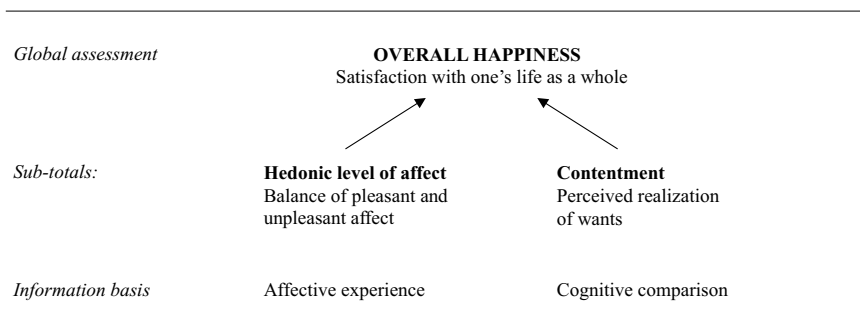 Global assessment
OVERALL HAPPINESS
Satisfaction with one’s life as a whole
Sub-totals:
Hedonic level of affect
Balance of pleasant and
unpleasant affect
Contentment
Perceived realization
of wants
Information basis
Affective experience
Cognitive comparison